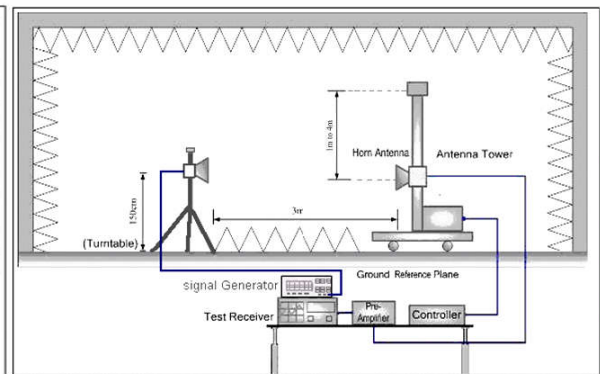 1m to 4m
Horn Antenna
Antenna Tower
150cm
3m
(Turntable)
Ground Reference Plane
signal Generator
Test Receiver
Pre-
Amplifier
Controller